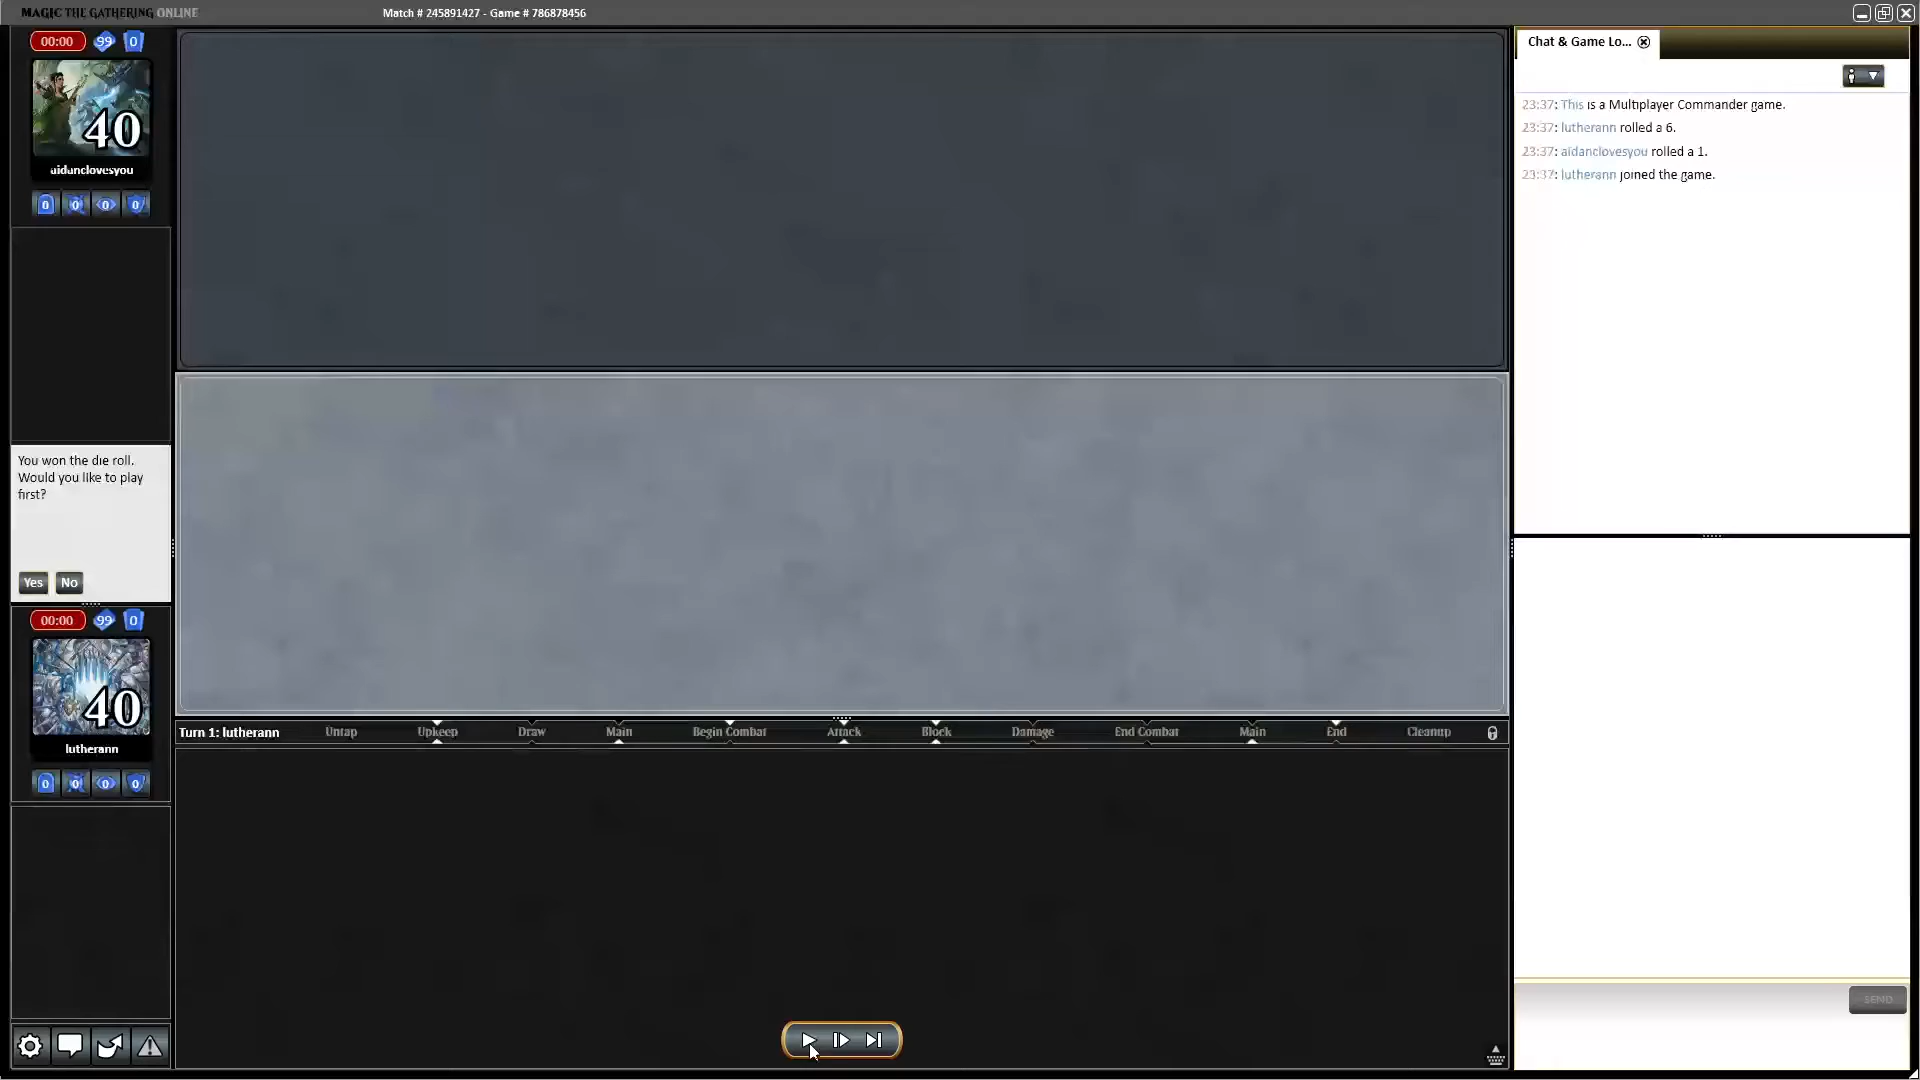 MAGIC THE GATHERING ONLINE
Match # 245891427 - Game # 786878456
00:00 99 0
40
aidanclovesyou
0 0 0 0
You won the die roll.
Would you like to play
first?
Yes No
00:00 99 0
40
lutherann
0 0 0 0
Turn 1: lutherann Untap Upkeep Draw Main Begin Combat Attack Block Damage End Combat Main End Cleanup
Chat & Game Lo...
23:37: This is a Multiplayer Commander game.
23:37: lutherann rolled a 6.
23:37: aidanclovesyou rolled a 1.
23:37: lutherann joined the game.
SEND